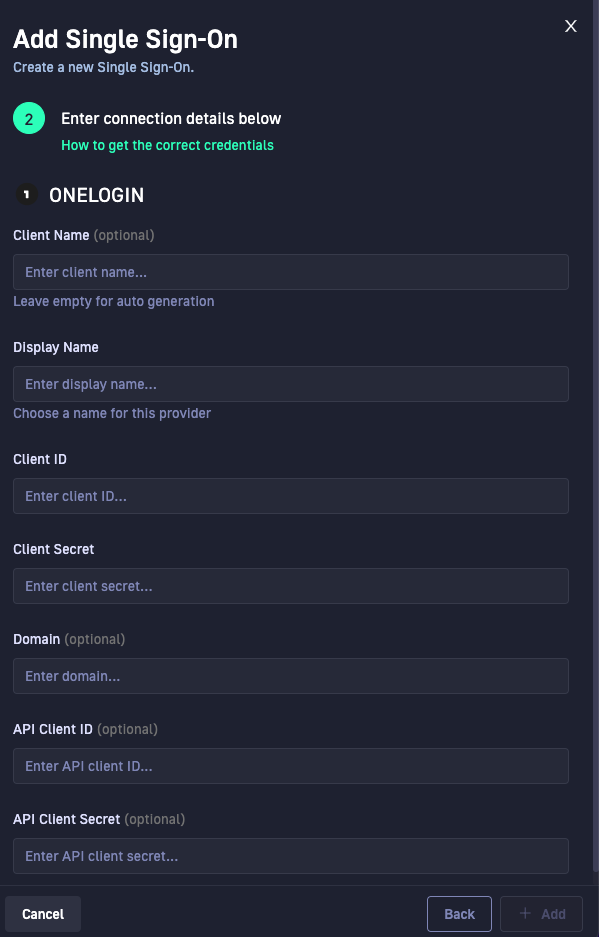 Add Single Sign-On
X
Create a new Single Sign-On.
2
Enter connection details below
How to get the correct credentials
1 ONELOGIN
Client Name (optional)
Enter client name...
Leave empty for auto generation
Display Name
Enter display name...
Choose a name for this provider
Client ID
Enter client ID...
Client Secret
Enter client secret...
Domain (optional)
Enter domain...
API Client ID (optional)
Enter API client ID...
API Client Secret (optional)
Enter API client secret...
Cancel
Back
+ Add